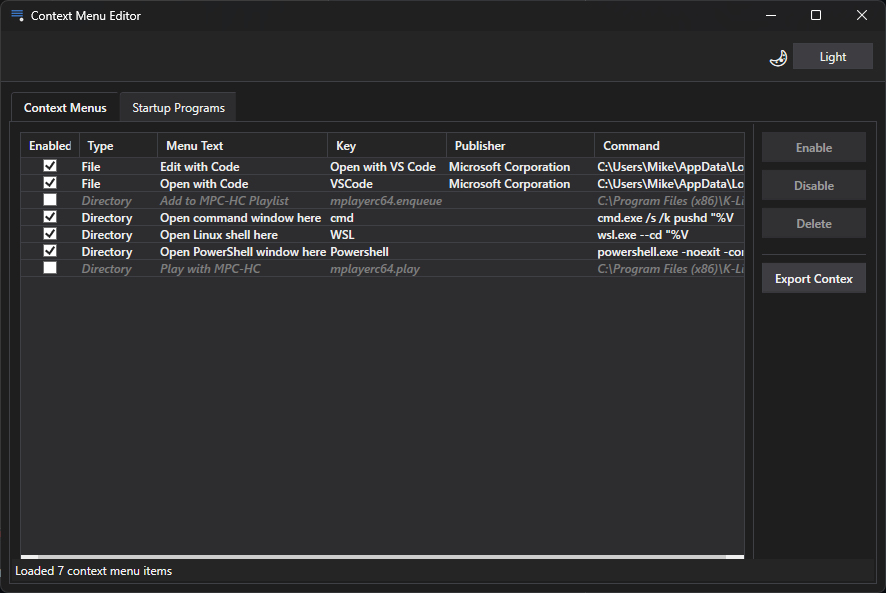 Context Menu Editor
Light
Context Menus Startup Programs
Enabled Type Menu Text Key Publisher Command
File Edit with Code Open with VS Code Microsoft Corporation C:\Users\Mike\AppData\Lo
File Open with Code VSCode Microsoft Corporation C:\Users\Mike\AppData\Lo
Directory Add to MPC-HC Playlist mplayerc64.enqueue C:\Program Files (x86)\K-Li
Directory Open command window here cmd cmd.exe /s /k pushd "%V
Directory Open Linux shell here WSL wsl.exe --cd "%V
Directory Open PowerShell window here Powershell powershell.exe -noexit -cor
Directory Play with MPC-HC mplayerc64.play C:\Program Files (x86)\K-Li
Enable
Disable
Delete
Export Contex
Loaded 7 context menu items